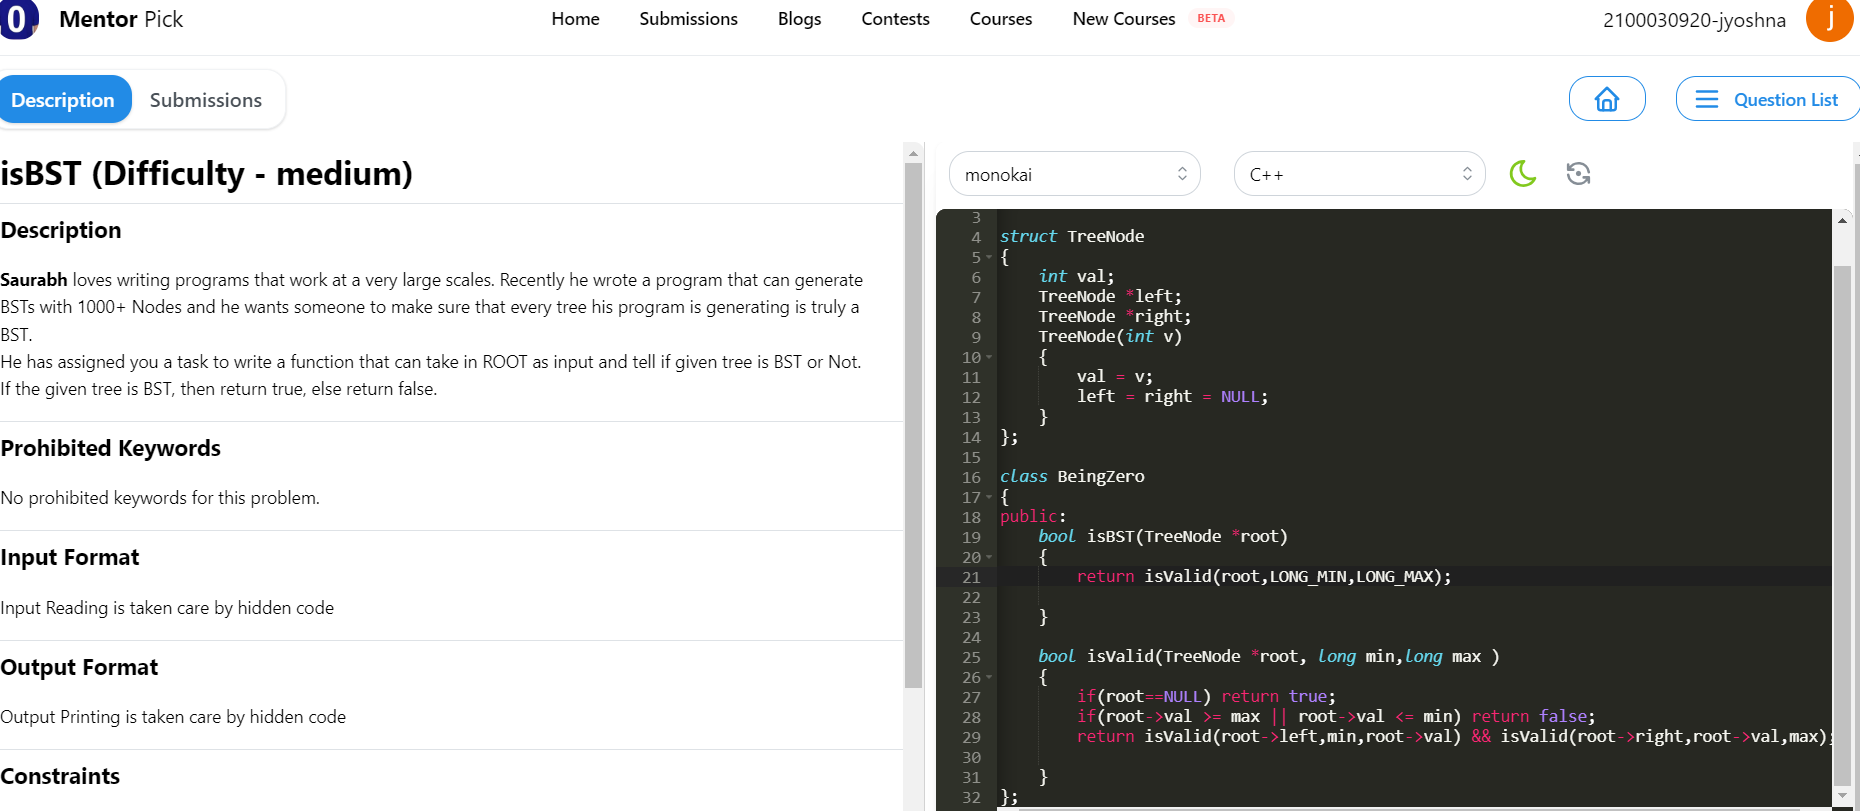 0 Mentor Pick
Home Submissions Blogs Contests Courses New Courses BETA
2100030920-jyoshna j
Description Submissions
Question List
isBST (Difficulty - medium)
Description
Saurabh loves writing programs that work at a very large scales. Recently he wrote a program that can generate
BSTs with 1000+ Nodes and he wants someone to make sure that every tree his program is generating is truly a
BST.
He has assigned you a task to write a function that can take in ROOT as input and tell if given tree is BST or Not.
If the given tree is BST, then return true, else return false.
Prohibited Keywords
No prohibited keywords for this problem.
Input Format
Input Reading is taken care by hidden code
Output Format
Output Printing is taken care by hidden code
Constraints
monokai C++
3
4 struct TreeNode
5 {
6     int val;
7     TreeNode *left;
8     TreeNode *right;
9     TreeNode(int v)
10     {
11         val = v;
12         left = right = NULL;
13     }
14 };
15
16 class BeingZero
17 {
18 public:
19     bool isBST(TreeNode *root)
20     {
21         return isValid(root,LONG_MIN,LONG_MAX);
22
23     }
24
25     bool isValid(TreeNode *root, long min,long max )
26     {
27         if(root==NULL) return true;
28         if(root->val >= max || root->val <= min) return false;
29         return isValid(root->left,min,root->val) && isValid(root->right,root->val,max);
30
31     }
32 };